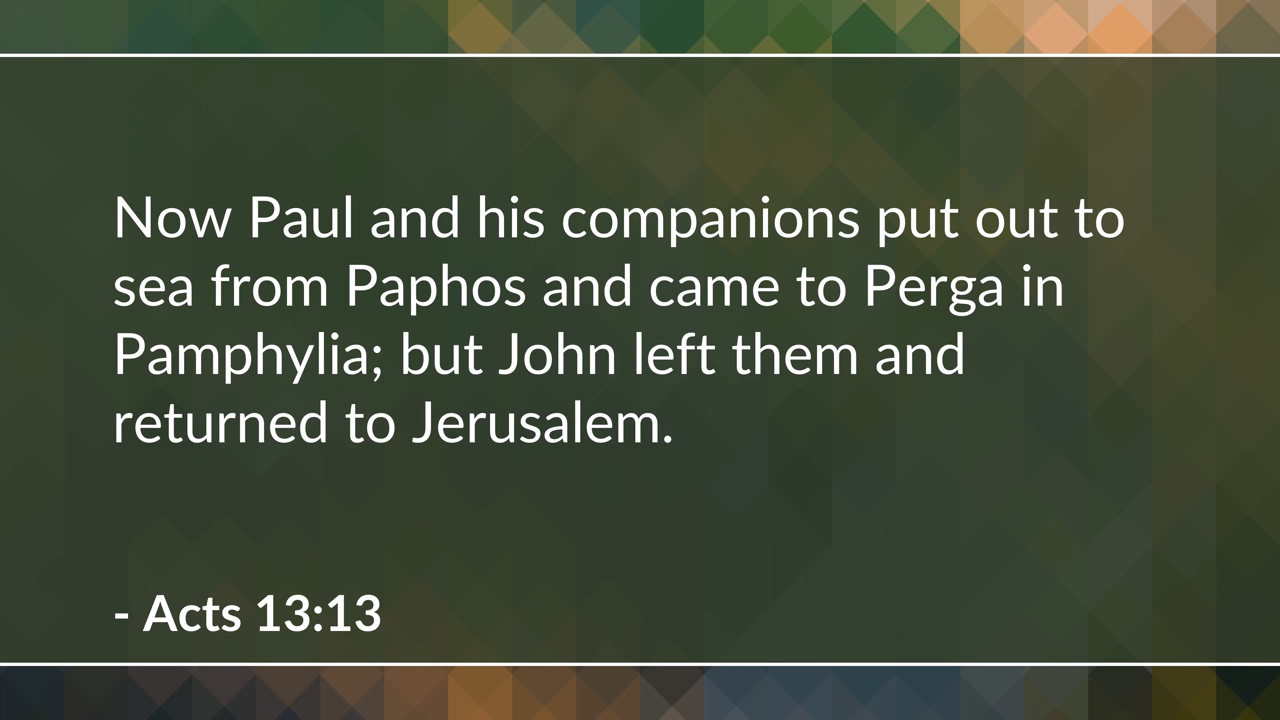 Now Paul and his companions put out to
sea from Paphos and came to Perga in
Pamphylia; but John left them and
returned to Jerusalem.
- Acts 13:13